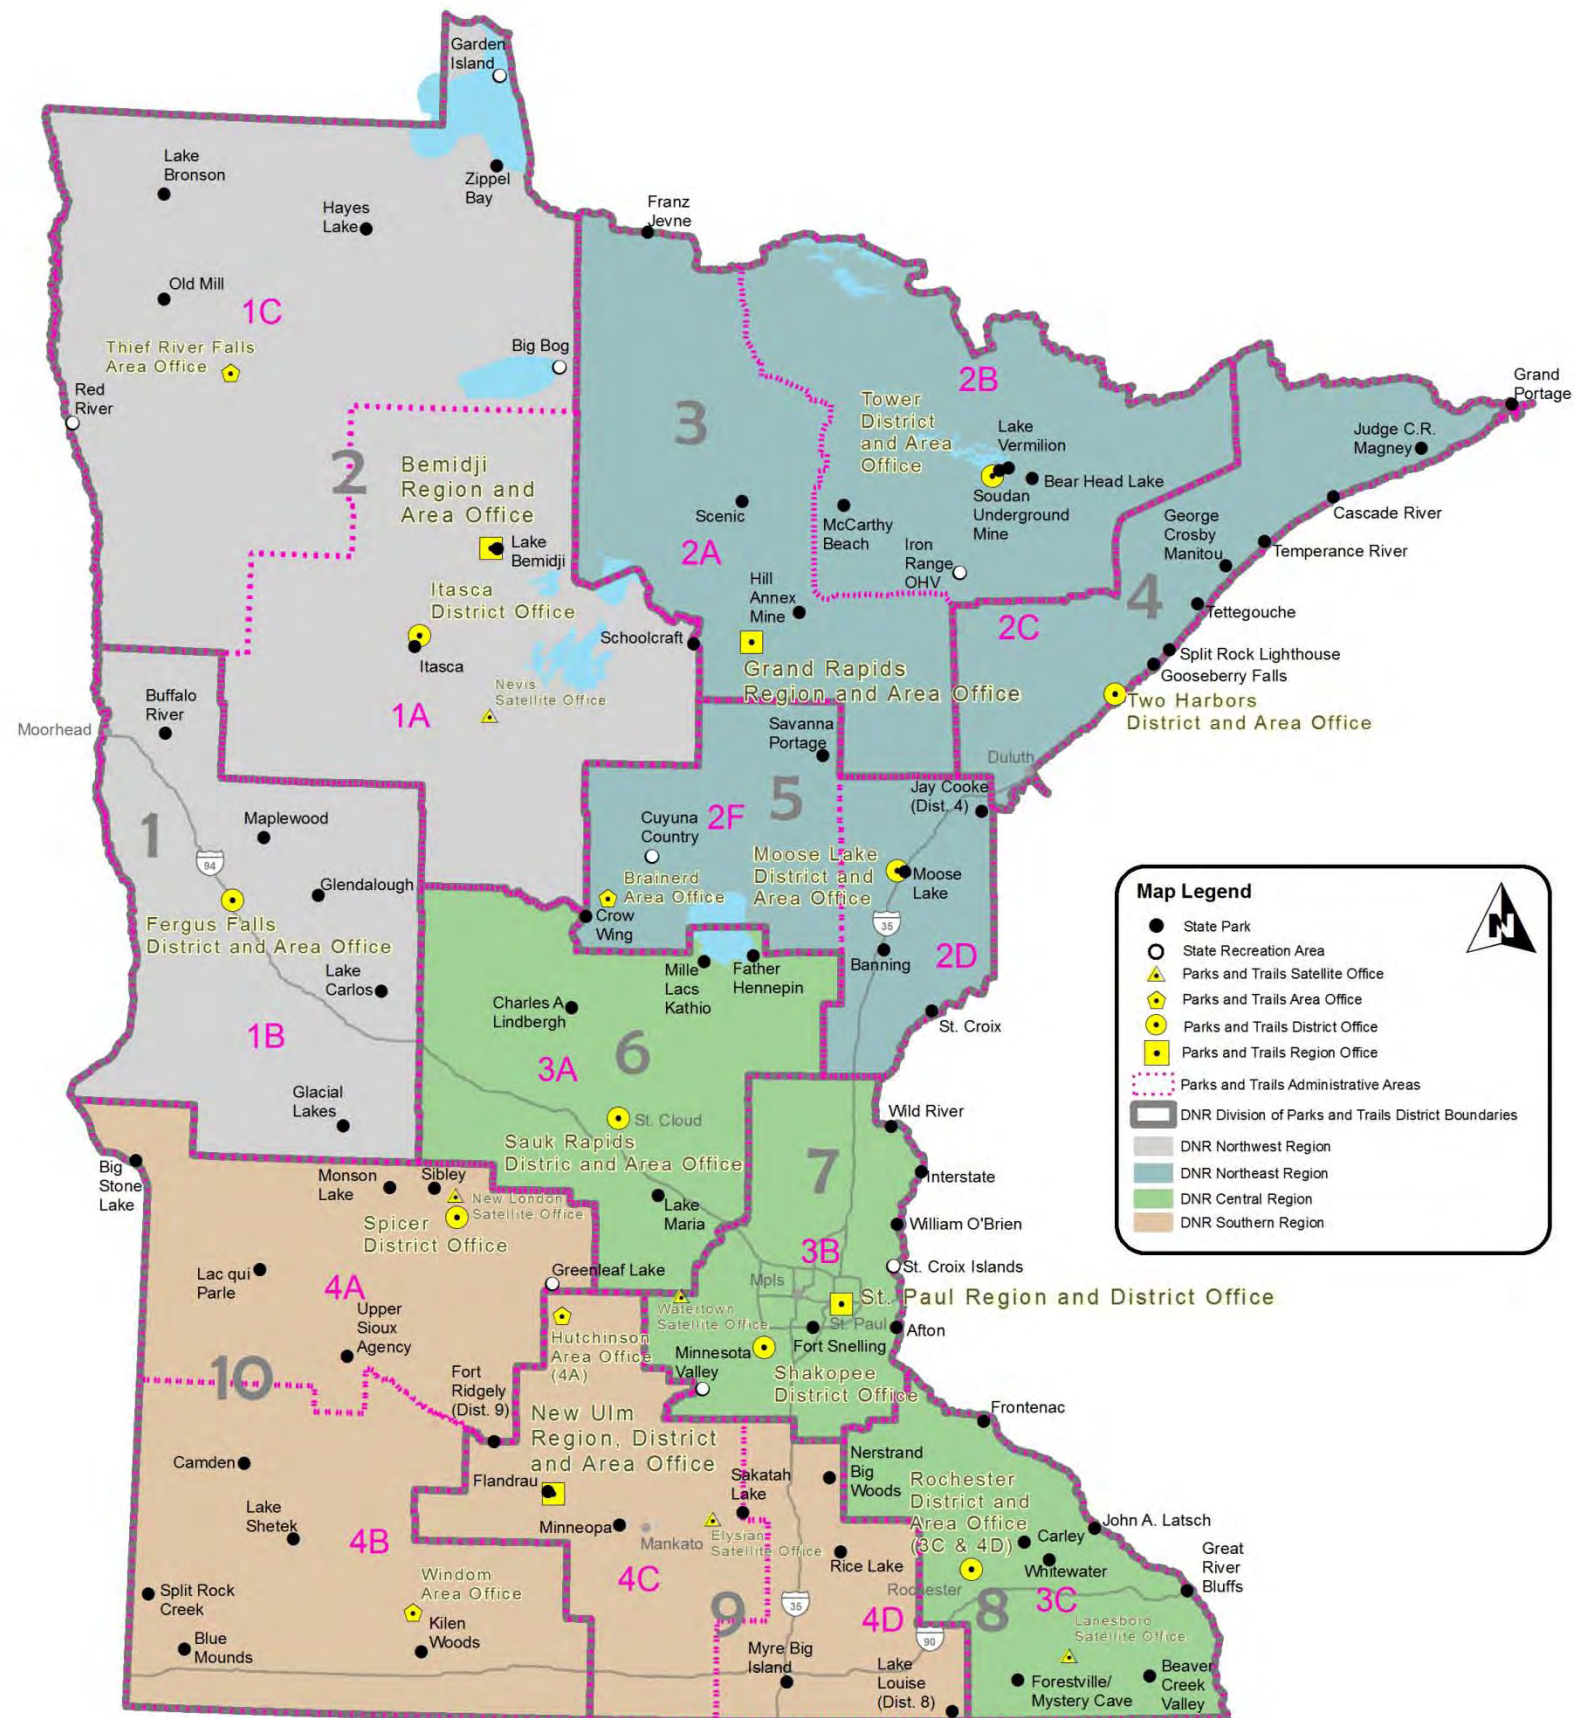 Garden
Island
Lake
Bronson
Zippel
Bay
Hayes
Lake
Franz
Jevne
Old Mill
1C
Thief River Falls
Area Office
Big Bog
Red
River
2B
Grand
Portage
Tower
District
and Area
Office
Lake
Vermilion
Judge C.R.
Magney
3
2
Bemidji
Region and
Area Office
Bear Head Lake
Soudan
Underground
Mine
Scenic
McCarthy
Beach
Cascade River
George
Crosby
Manitou
Lake
Bemidji
2A
Iron
Range
OHV
Temperance River
Itasca
District Office
Hill
Annex
Mine
4
2C
Tettegouche
Schoolcraft
Itasca
Split Rock Lighthouse
Gooseberry Falls
Grand Rapids
Region and Area Office
Nevis
Satellite Office
Buffalo
River
1A
Two Harbors
District and Area Office
Moorhead
Savanna
Portage
Duluth
Jay Cooke
(Dist. 4)
5
1
94
Maplewood
Cuyuna
Country
2F
Moose Lake
District and
Area Office
Moose
Lake
Glendalough
Brainerd
Area Office
Fergus Falls
District and Area Office
Crow
Wing
35
Banning
2D
Lake
Carlos
Mille
Lacs
Kathio
Father
Hennepin
Charles A
Lindbergh
St. Croix
1B
6
3A
Glacial
Lakes
St. Cloud
Wild River
Sauk Rapids
Distric and Area Office
7
Big
Stone
Lake
Monson
Lake
Sibley
New London
Satellite Office
Interstate
Lake
Maria
Spicer
District Office
William O'Brien
3B
Lac qui
Parle
4A
Greenleaf Lake
St. Croix Islands
Mpls
Watertown
Satellite Office
St. Paul Region and District Office
Upper
Sioux
Agency
St. Paul
Afton
Hutchinson
Area Office
(4A)
Fort Snelling
Minnesota
Valley
10
Fort
Ridgely
(Dist. 9)
Shakopee
District Office
New Ulm
Region, District
and Area Office
Frontenac
Camden
Flandrau
Sakatah
Lake
Nerstrand
Big
Woods
Rochester
District and
Area Office
(3C & 4D)
Lake
Shetek
Minneopa
Mankato
Elysian
Satellite Office
John A. Latsch
Carley
Whitewater
Great
River
Bluffs
4B
4C
Rice Lake
Windom
Area Office
Rochester
Split Rock
Creek
9
35
4D
8
3C
Lanesboro
Satellite Office
Kilen
Woods
90
Blue
Mounds
Myre Big
Island
Lake
Louise
(Dist. 8)
Forestville/
Mystery Cave
Beaver
Creek
Valley
Map Legend
N
State Park
State Recreation Area
Parks and Trails Satellite Office
Parks and Trails Area Office
Parks and Trails District Office
Parks and Trails Region Office
Parks and Trails Administrative Areas
DNR Division of Parks and Trails District Boundaries
DNR Northwest Region
DNR Northeast Region
DNR Central Region
DNR Southern Region